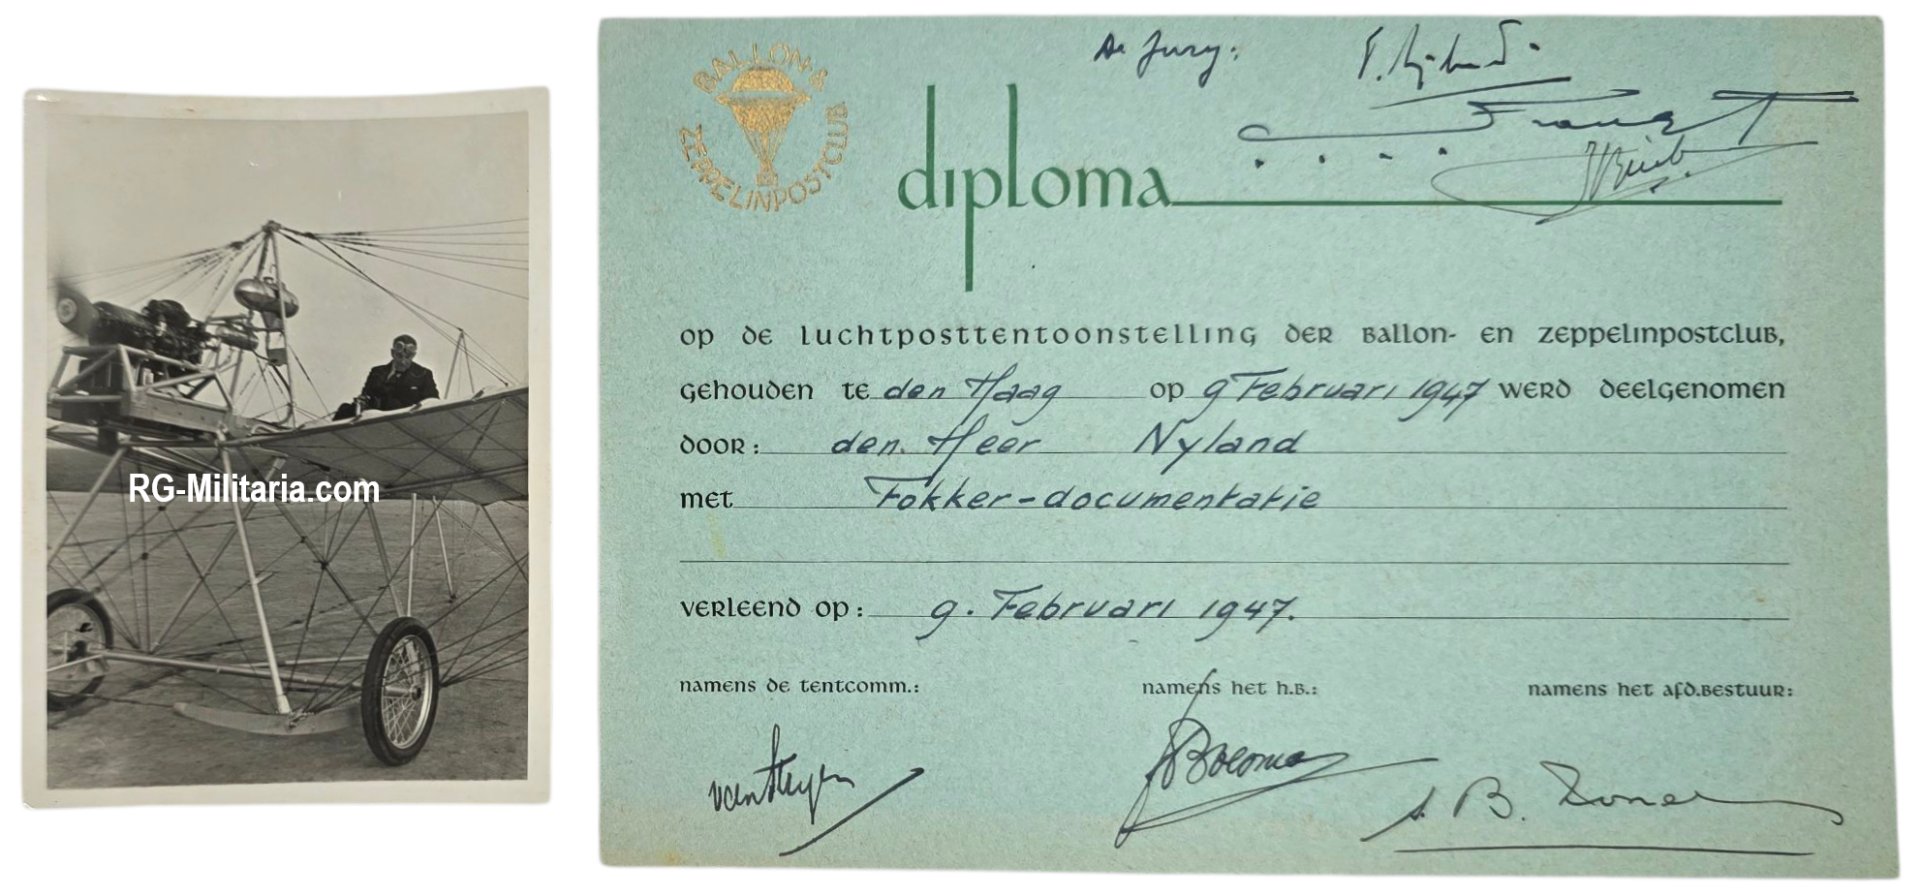 RG-Militaria.com
BALLON &
ZEPPELINPOSTCLUB
De Jury:
diploma
op de luchtposttentoonstelling der Ballon- en Zeppelinpostclub,
gehouden te den Haag op 9 Februari 1947 werd deelgenomen
door: den Heer Nyland
met Fokker-documentatie
verleend op: 9. Februari 1947.
namens de tentcomm.: namens het h.B.: namens het afd.Bestuur: